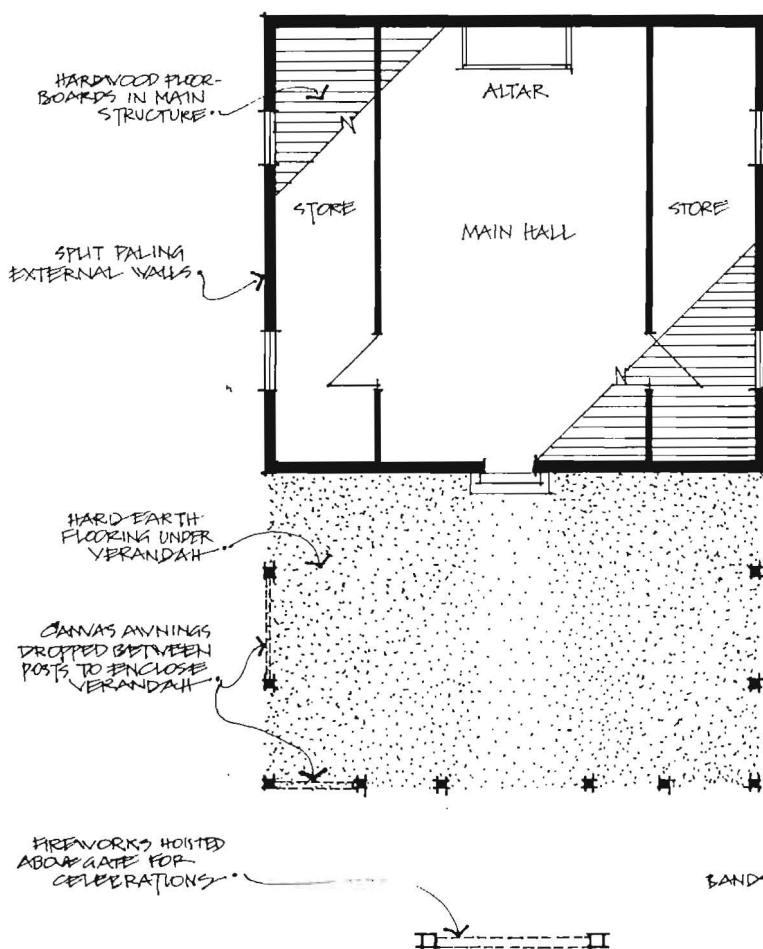 HARDWOOD FLOOR-
BOARDS IN MAIN
STRUCTURE
ALTAR
STORE
MAIN HALL
STORE
SPLIT PALING
EXTERNAL WALLS
HARD EARTH
FLOORING UNDER
VERANDAH
CANVAS AWNINGS
DROPPED BETWEEN
POSTS TO ENCLOSE
VERANDAH
FIREWORKS HOISTED
ABOVE GATE FOR
CELEBRATIONS
BAND